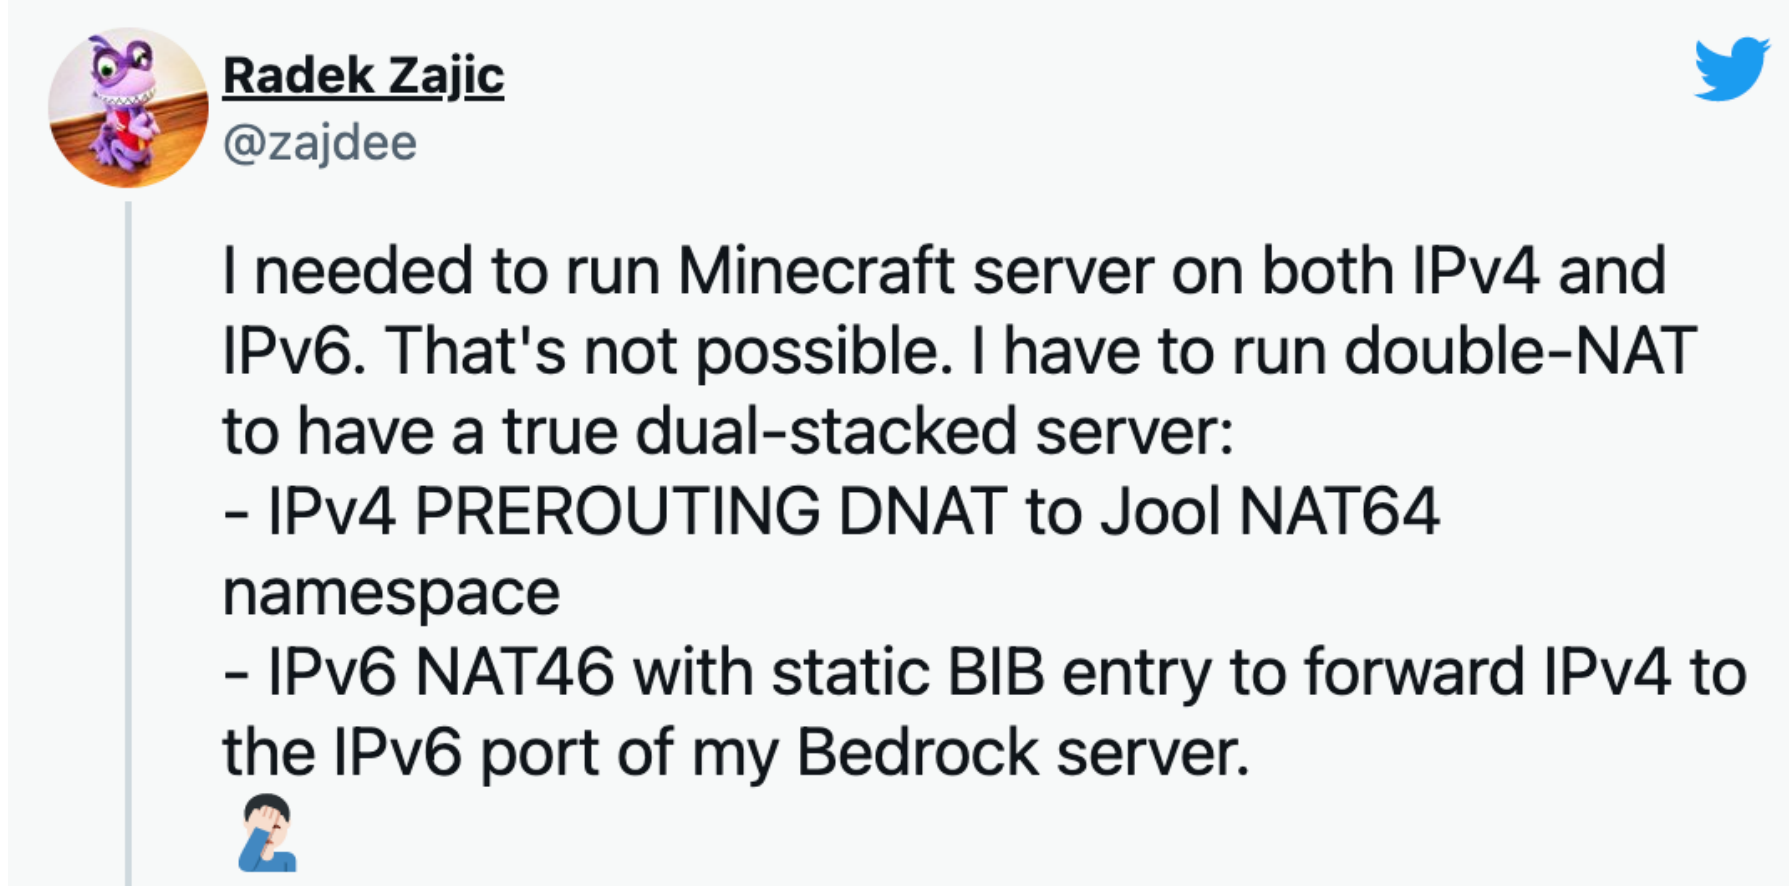 Radek Zajic
@zajdee
I needed to run Minecraft server on both IPv4 and
IPv6. That's not possible. I have to run double-NAT
to have a true dual-stacked server:
- IPv4 PREROUTING DNAT to Jool NAT64
namespace
- IPv6 NAT46 with static BIB entry to forward IPv4 to
the IPv6 port of my Bedrock server.